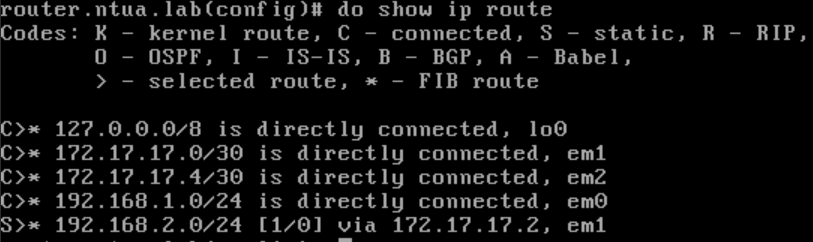 router.ntua.lab(config)# do show ip route
Codes: K - kernel route, C - connected, S - static, R - RIP,
O - OSPF, I - IS-IS, B - BGP, A - Babel,
> - selected route, * - FIB route
C>* 127.0.0.0/8 is directly connected, lo0
C>* 172.17.17.0/30 is directly connected, em1
C>* 172.17.17.4/30 is directly connected, em2
C>* 192.168.1.0/24 is directly connected, em0
S>* 192.168.2.0/24 [1/0] via 172.17.17.2, em1